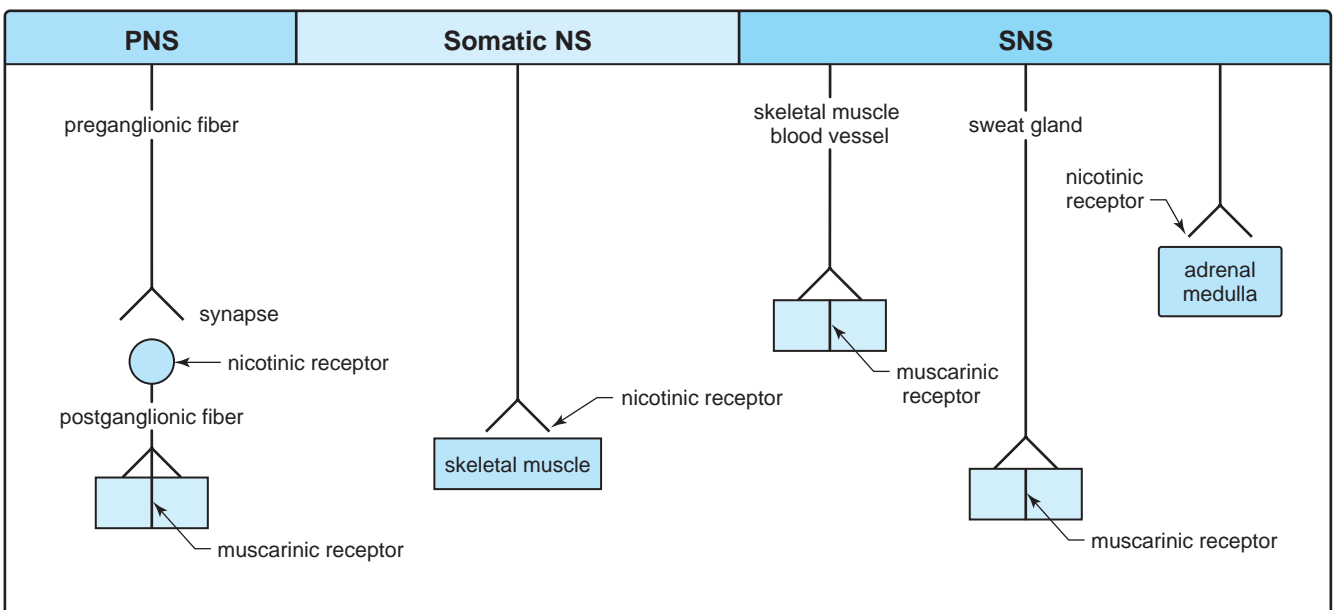 PNS
Somatic NS
SNS
preganglionic fiber
synapse
nicotinic receptor
postganglionic fiber
muscarinic receptor
nicotinic receptor
skeletal muscle
skeletal muscle
blood vessel
muscarinic
receptor
sweat gland
muscarinic receptor
nicotinic
receptor
adrenal
medulla